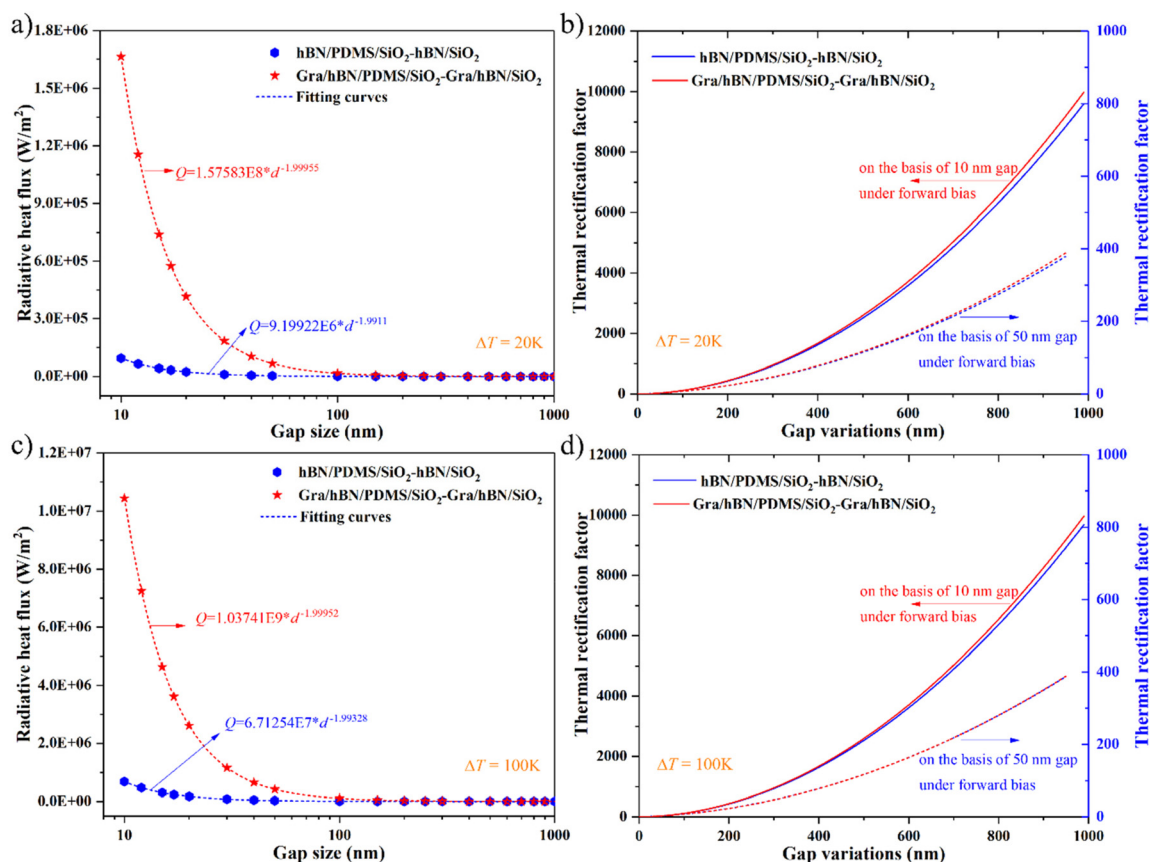 a)
Radiative heat flux (W/m²)
1.8E+06
1.5E+06
1.2E+06
9.0E+05
6.0E+05
3.0E+05
0.0E+00
hBN/PDMS/SiO₂-hBN/SiO₂
Gra/hBN/PDMS/SiO₂-Gra/hBN/SiO₂
Fitting curves
Q=1.57583E8*d^-1.99955
Q=9.19922E6*d^-1.9911
ΔT = 20K
10 100 1000
Gap size (nm)
b)
Thermal rectification factor
12000
10000
8000
6000
4000
2000
0
hBN/PDMS/SiO₂-hBN/SiO₂
Gra/hBN/PDMS/SiO₂-Gra/hBN/SiO₂
on the basis of 10 nm gap
under forward bias
on the basis of 50 nm gap
under forward bias
ΔT = 20K
0 200 400 600 800 1000
Gap variations (nm)
1000
800
600
400
200
0
Thermal rectification factor
c)
Radiative heat flux (W/m²)
1.2E+07
1.0E+07
8.0E+06
6.0E+06
4.0E+06
2.0E+06
0.0E+00
hBN/PDMS/SiO₂-hBN/SiO₂
Gra/hBN/PDMS/SiO₂-Gra/hBN/SiO₂
Fitting curves
Q=1.03741E9*d^-1.99952
Q=6.71254E7*d^-1.99328
ΔT = 100K
10 100 1000
Gap size (nm)
d)
Thermal rectification factor
12000
10000
8000
6000
4000
2000
0
hBN/PDMS/SiO₂-hBN/SiO₂
Gra/hBN/PDMS/SiO₂-Gra/hBN/SiO₂
on the basis of 10 nm gap
under forward bias
on the basis of 50 nm gap
under forward bias
ΔT = 100K
0 200 400 600 800 1000
Gap variations (nm)
1000
800
600
400
200
0
Thermal rectification factor